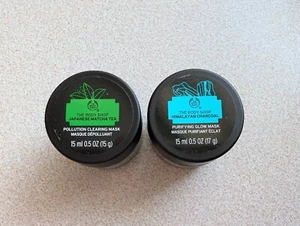 THE BODY SHOP
JAPANESE MATCHA TEA
POLLUTION CLEARING MASK
MASQUE DÉPOLLUANT
15 ml 0.5 OZ (15 g)
THE BODY SHOP
HIMALAYAN CHARCOAL
PURIFYING GLOW MASK
MASQUE PURIFIANT ÉCLAT
15 ml 0.5 OZ (17 g)